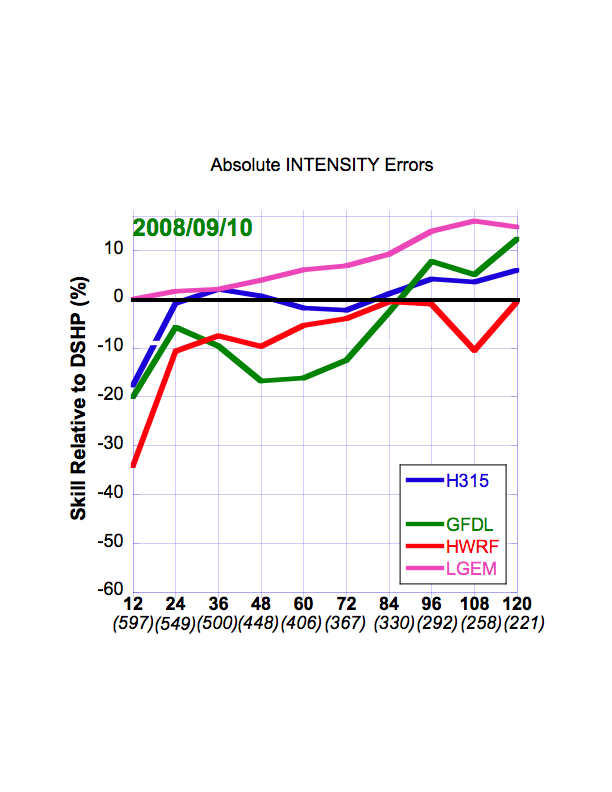 Absolute INTENSITY Errors
2008/09/10
Skill Relative to DSHP (%)
10
0
-10
-20
-30
-40
-50
-60
H315
GFDL
HWRF
LGEM
12 24 36 48 60 72 84 96 108 120
(597) (549) (500) (448) (406) (367) (330) (292) (258) (221)